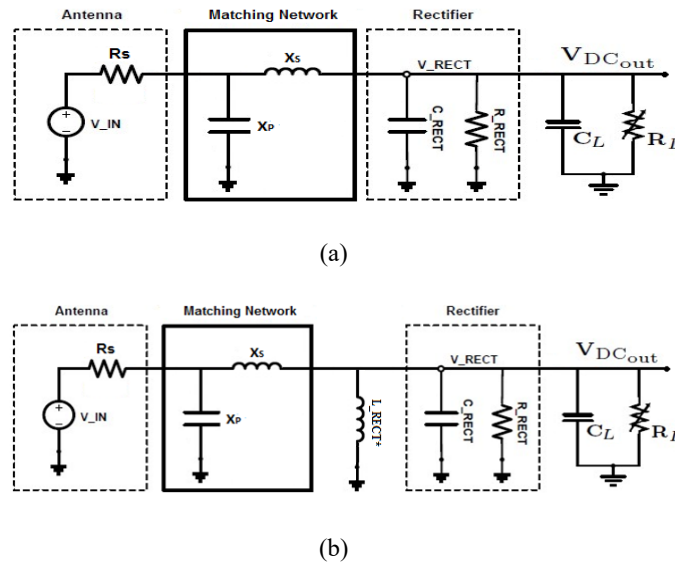 Antenna Matching Network Rectifier
Rs XS V_RECT VDCout
V_IN + − XP C_RECT R_RECT CL
(a)
Antenna Matching Network Rectifier
Rs XS V_RECT VDCout
V_IN + − XP L_RECT* C_RECT R_RECT CL
(b)